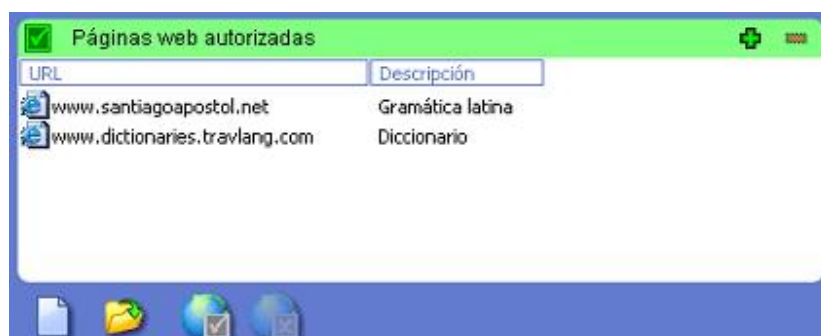 Páginas web autorizadas
URL Descripción
www.santiagoapostol.net Gramática latina
www.dictionaries.travlang.com Diccionario